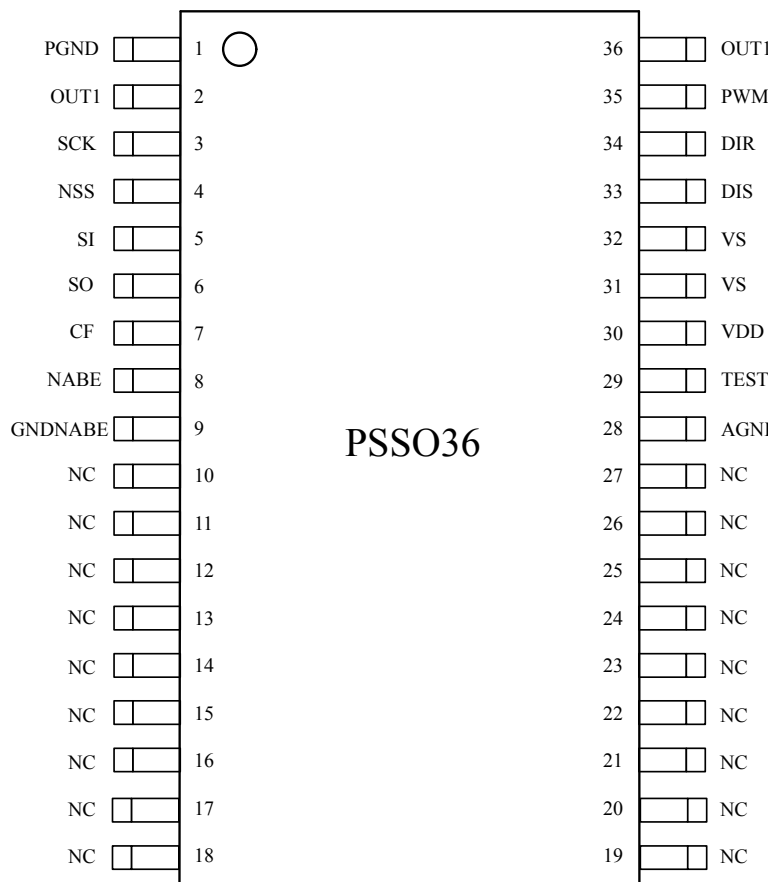 PGND 1 36 OUT1
OUT1 2 35 PWM
SCK 3 34 DIR
NSS 4 33 DIS
SI 5 32 VS
SO 6 31 VS
CF 7 30 VDD
NABE 8 29 TEST
GNDNABE 9 28
PSSO36
NC 10 27 NC
NC 11 26 NC
NC 12 25 NC
NC 13 24 NC
NC 14 23 NC
NC 15 22 NC
NC 16 21 NC
NC 17 20 NC
NC 18 19 NC